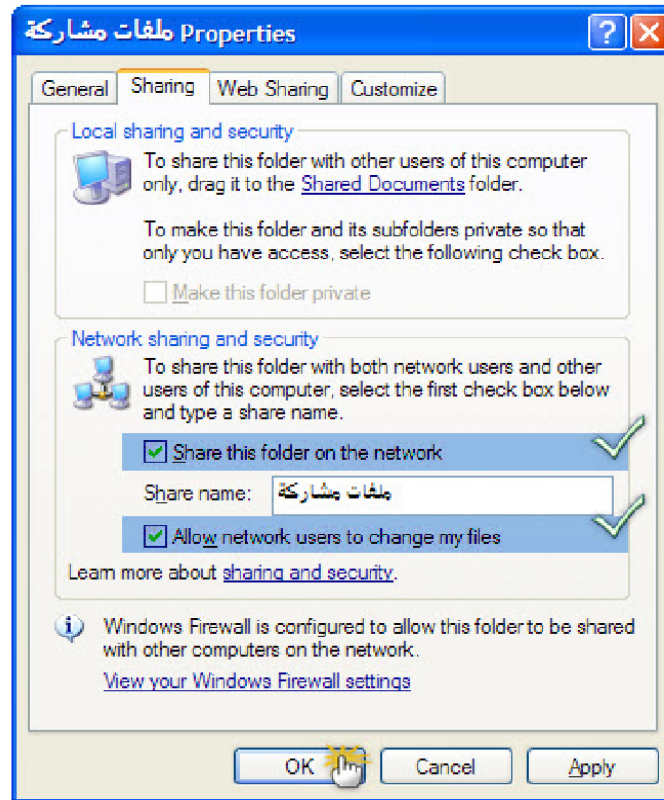 ملفات مشاركة Properties
General
Sharing
Web Sharing
Customize
Local sharing and security
To share this folder with other users of this computer
only, drag it to the Shared Documents folder.
To make this folder and its subfolders private so that
only you have access, select the following check box.
Make this folder private
Network sharing and security
To share this folder with both network users and other
users of this computer, select the first check box below
and type a share name.
Share this folder on the network
Share name: ملفات مشاركة
Allow network users to change my files
Learn more about sharing and security.
Windows Firewall is configured to allow this folder to be shared
with other computers on the network.
View your Windows Firewall settings
OK
Cancel
Apply